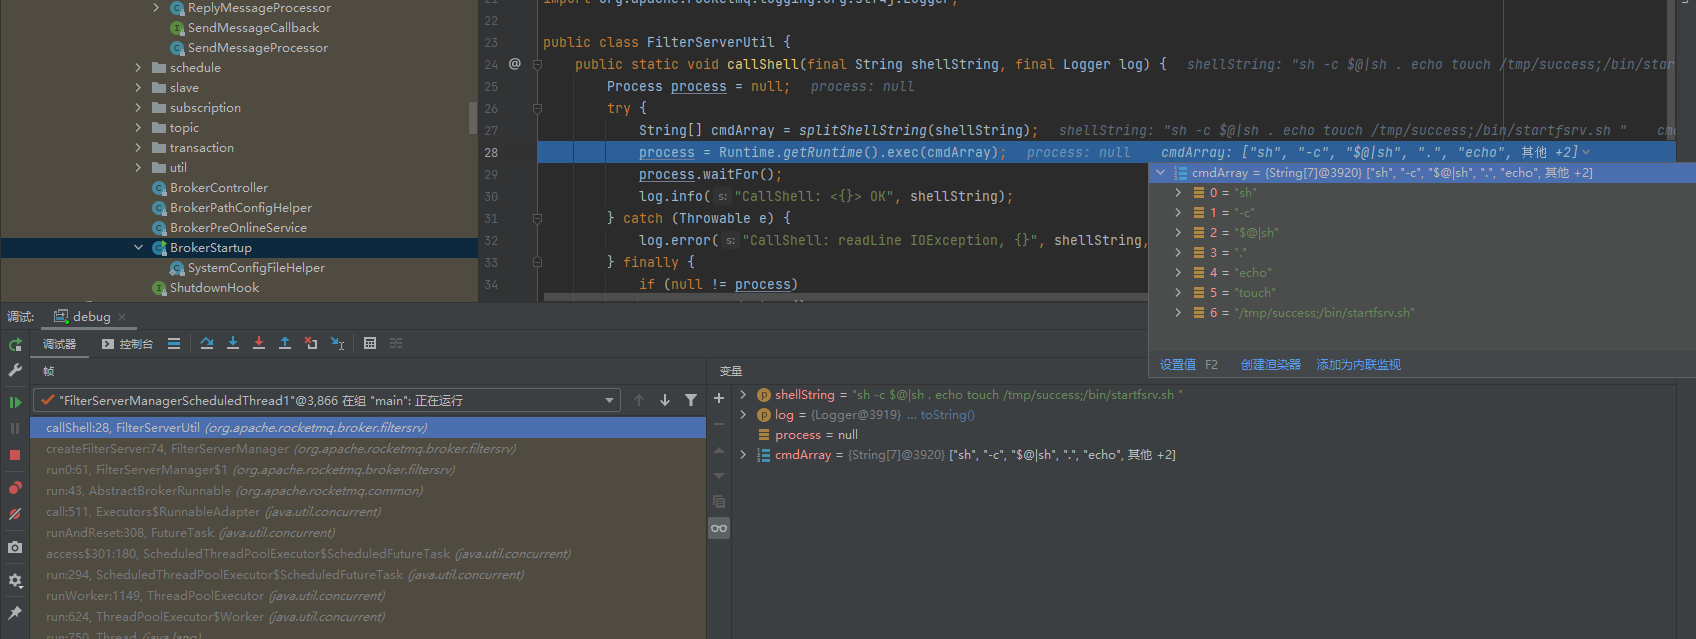 ReplyMessageProcessor
SendMessageCallback
SendMessageProcessor
schedule
slave
subscription
topic
transaction
util
BrokerController
BrokerPathConfigHelper
BrokerPreOnlineService
BrokerStartup
SystemConfigFileHelper
ShutdownHook
21 import org.apache.rocketmq.logging.org.slf4j.Logger;
22
23 public class FilterServerUtil {
24 @ public static void callShell(final String shellString, final Logger log) { shellString: "sh -c $@|sh . echo touch /tmp/success;/bin/star
25 Process process = null; process: null
26 try {
27 String[] cmdArray = splitShellString(shellString); shellString: "sh -c $@|sh . echo touch /tmp/success;/bin/startfsrv.sh " cm
28 process = Runtime.getRuntime().exec(cmdArray); process: null cmdArray: ["sh", "-c", "$@|sh", ".", "echo", 其他 +2]
29 process.waitFor();
30 log.info( s: "CallShell: <{}> OK", shellString);
31 } catch (Throwable e) {
32 log.error( s: "CallShell: readLine IOException, {}", shellString,
33 } finally {
34 if (null != process)
cmdArray = {String[7]@3920} ["sh", "-c", "$@|sh", ".", "echo", 其他 +2]
0 = "sh"
1 = "-c"
2 = "$@|sh"
3 = "."
4 = "echo"
5 = "touch"
6 = "/tmp/success;/bin/startfsrv.sh"
设置值 F2 创建渲染器 添加为内联监视
调试: debug
调试器 控制台
帧
"FilterServerManagerScheduledThread1"@3,866 在组 "main": 正在运行
callShell:28, FilterServerUtil (org.apache.rocketmq.broker.filtersrv)
createFilterServer:74, FilterServerManager (org.apache.rocketmq.broker.filtersrv)
run0:61, FilterServerManager$1 (org.apache.rocketmq.broker.filtersrv)
run:43, AbstractBrokerRunnable (org.apache.rocketmq.common)
call:511, Executors$RunnableAdapter (java.util.concurrent)
runAndReset:308, FutureTask (java.util.concurrent)
access$301:180, ScheduledThreadPoolExecutor$ScheduledFutureTask (java.util.concurrent)
run:294, ScheduledThreadPoolExecutor$ScheduledFutureTask (java.util.concurrent)
runWorker:1149, ThreadPoolExecutor (java.util.concurrent)
run:624, ThreadPoolExecutor$Worker (java.util.concurrent)
run:750, Thread (java.lang)
变量
shellString = "sh -c $@|sh . echo touch /tmp/success;/bin/startfsrv.sh "
log = {Logger@3919} ... toString()
process = null
cmdArray = {String[7]@3920} ["sh", "-c", "$@|sh", ".", "echo", 其他 +2]